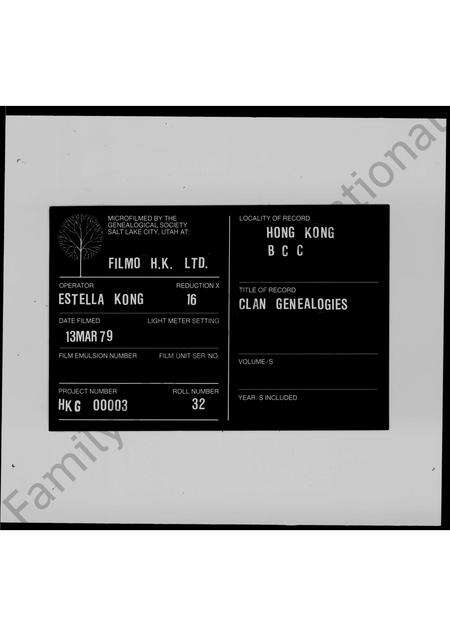 MICROFILMED BY THE
GENEALOGICAL SOCIETY
SALT LAKE CITY, UTAH AT:
FILMO H.K. LTD.
OPERATOR REDUCTION X
ESTELLA KONG 16
DATE FILMED LIGHT METER SETTING
13MAR79
FILM EMULSION NUMBER FILM UNIT SER. NO.
PROJECT NUMBER ROLL NUMBER
HKG 00003 32
LOCALITY OF RECORD
HONG KONG
B C C
TITLE OF RECORD
CLAN GENEALOGIES
VOLUME/S
YEAR/S INCLUDED
Family
national